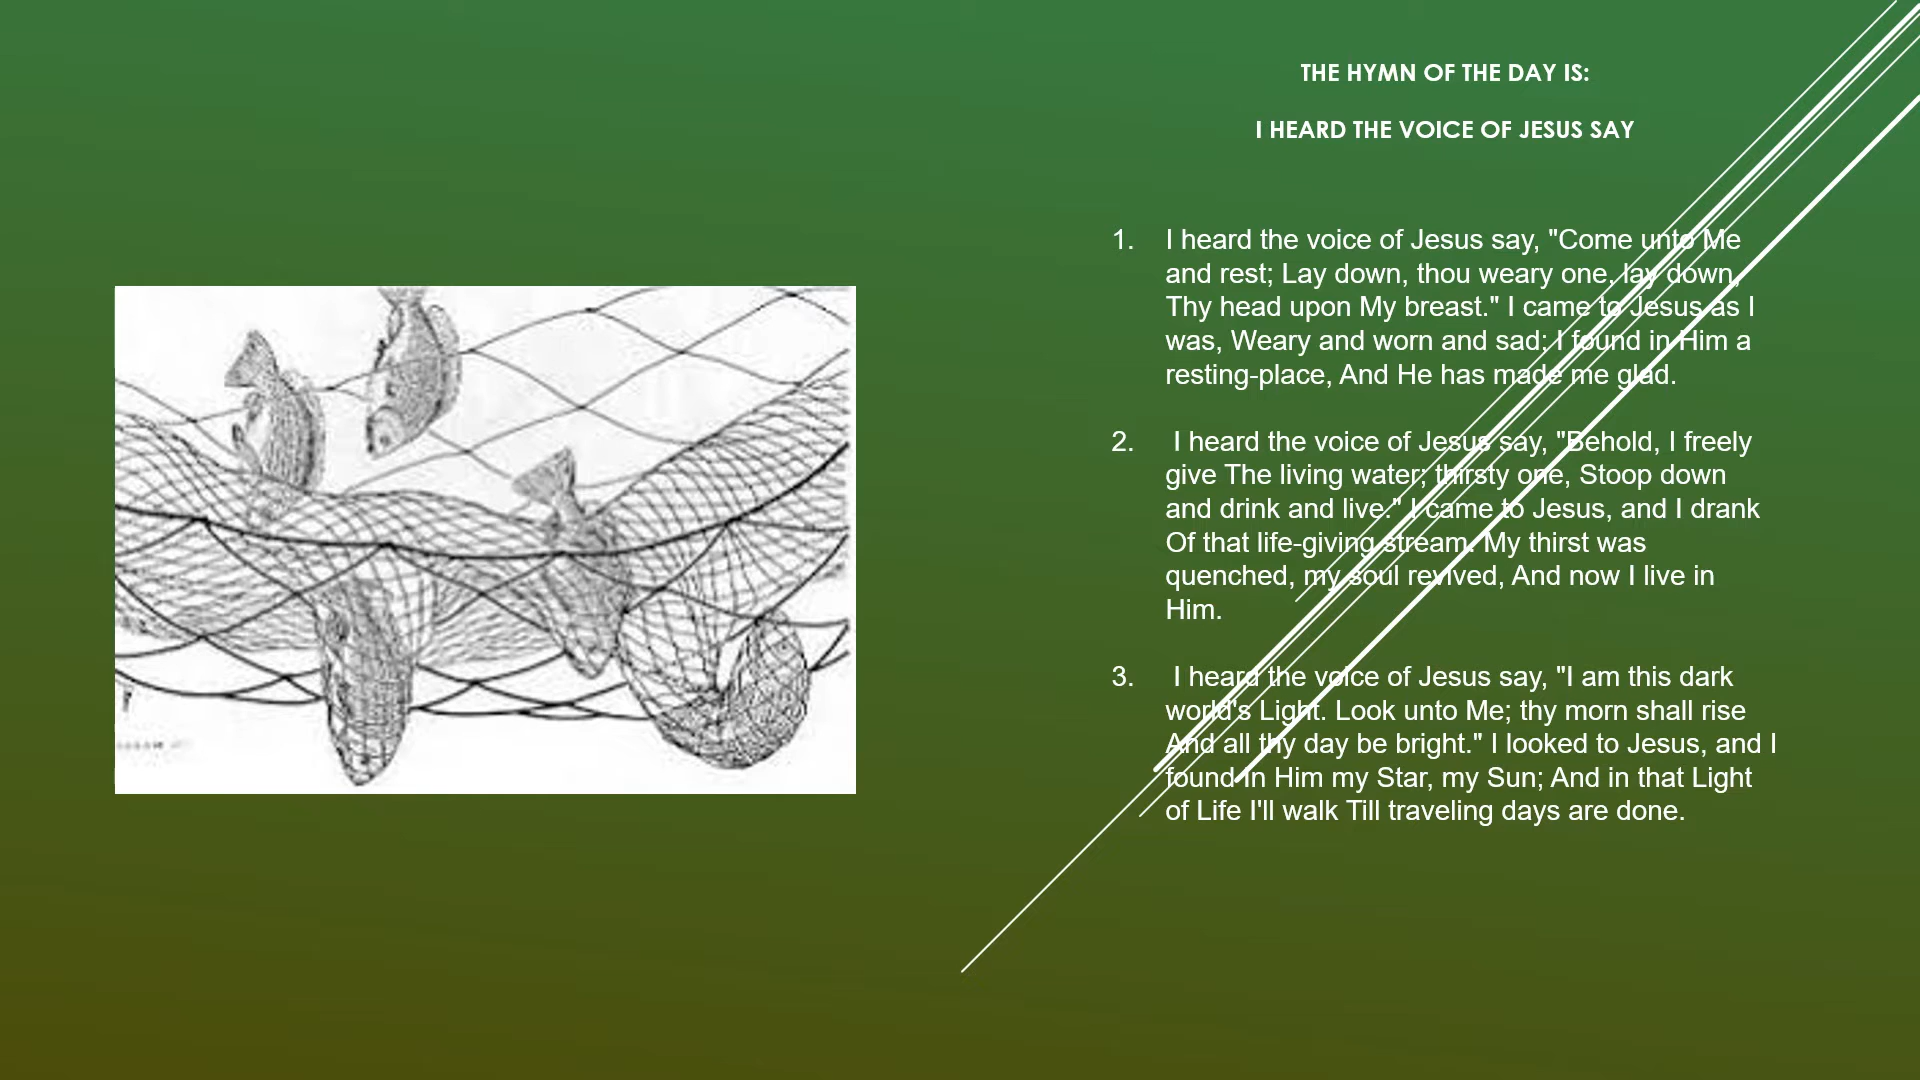 THE HYMN OF THE DAY IS:
I HEARD THE VOICE OF JESUS SAY
1. I heard the voice of Jesus say, "Come unto Me
and rest; Lay down, thou weary one, lay down,
Thy head upon My breast." I came to Jesus as I
was, Weary and worn and sad; I found in Him a
resting-place, And He has made me glad.
2. I heard the voice of Jesus say, "Behold, I freely
give The living water; thirsty one, Stoop down
and drink and live." I came to Jesus, and I drank
Of that life-giving stream. My thirst was
quenched, my soul revived, And now I live in
Him.
3. I heard the voice of Jesus say, "I am this dark
world's Light. Look unto Me; thy morn shall rise
And all thy day be bright." I looked to Jesus, and I
found In Him my Star, my Sun; And in that Light
of Life I'll walk Till traveling days are done.